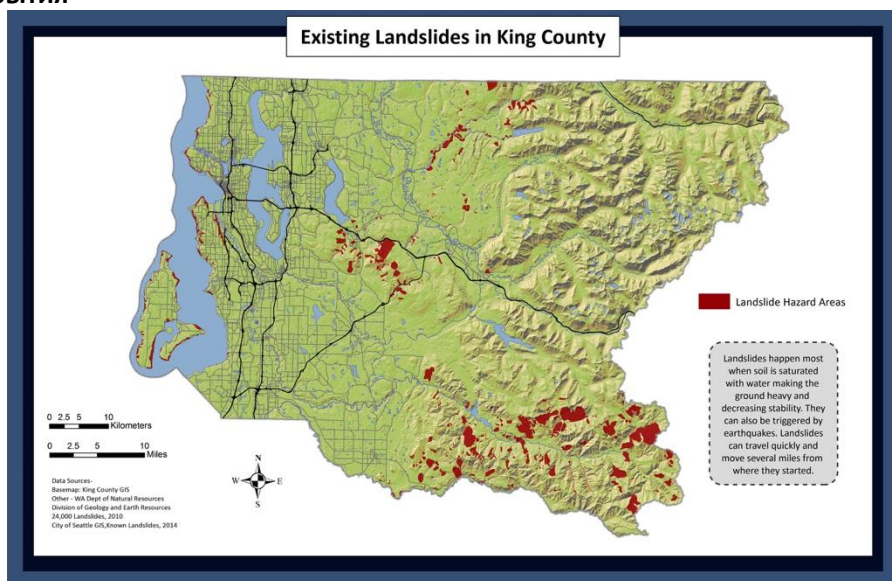 Existing Landslides in King County
Landslide Hazard Areas
Landslides happen most
when soil is saturated
with water making the
ground heavy and
decreasing stability. They
can also be triggered by
earthquakes. Landslides
can travel quickly and
move several miles from
where they started.
0 2.5 5 10
Kilometers
0 2.5 5 10
Miles
N
W E
S
Data Sources-
Basemap: King County GIS
Other - WA Dept of Natural Resources
Division of Geology and Earth Resources
24,000 Landslides, 2010
City of Seattle GIS,Known Landslides, 2014